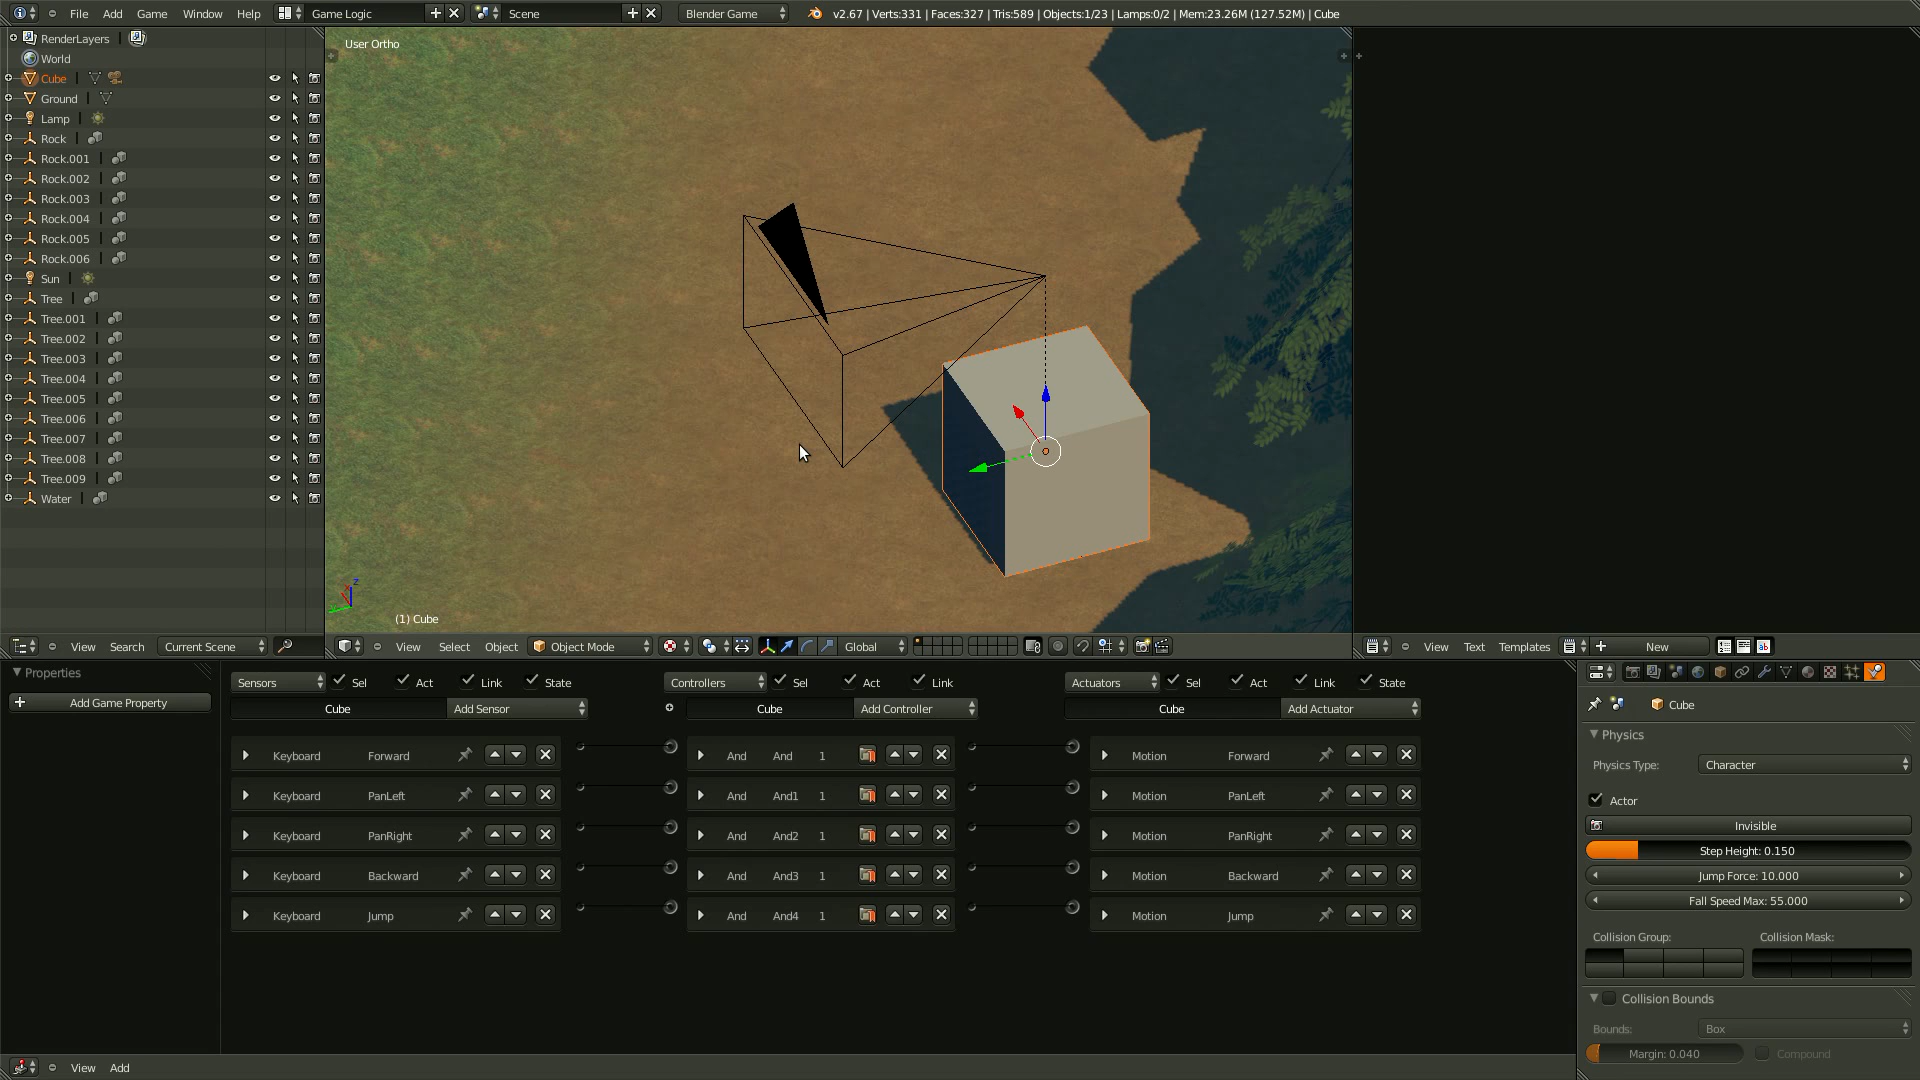 File Add Game Window Help Game Logic Scene Blender Game v2.67 | Verts:331 | Faces:327 | Tris:589 | Objects:1/23 | Lamps:0/2 | Mem:23.26M (127.52M) | Cube
RenderLayers
World
Cube
Ground
Lamp
Rock
Rock.001
Rock.002
Rock.003
Rock.004
Rock.005
Rock.006
Sun
Tree
Tree.001
Tree.002
Tree.003
Tree.004
Tree.005
Tree.006
Tree.007
Tree.008
Tree.009
Water
View Search Current Scene
User Ortho
(1) Cube
View Select Object Object Mode Global
View Text Templates New
Properties
Add Game Property
Sensors Sel Act Link State
Cube Add Sensor
Keyboard Forward
Keyboard PanLeft
Keyboard PanRight
Keyboard Backward
Keyboard Jump
Controllers Sel Act Link
Cube Add Controller
And And 1
And And1 1
And And2 1
And And3 1
And And4 1
Actuators Sel Act Link State
Cube Add Actuator
Motion Forward
Motion PanLeft
Motion PanRight
Motion Backward
Motion Jump
View Add
Cube
Physics
Physics Type: Character
Actor
Invisible
Step Height: 0.150
Jump Force: 10.000
Fall Speed Max: 55.000
Collision Group: Collision Mask:
Collision Bounds
Bounds: Box
Margin: 0.040 Compound